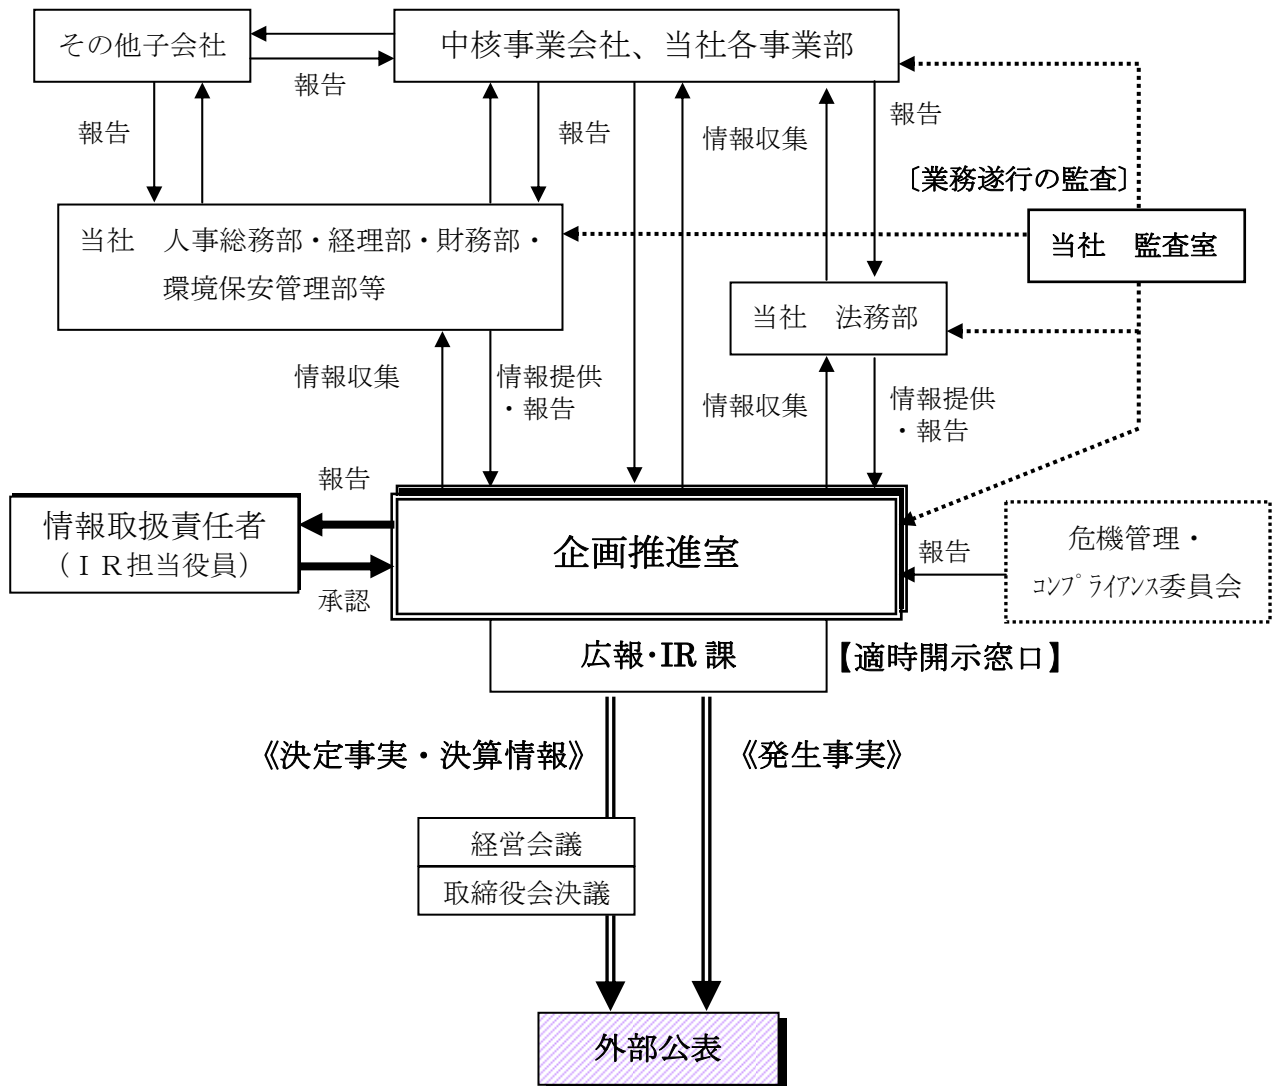 その他子会社
中核事業会社、当社各事業部
報告
報告
報告
情報収集
報告
〔業務遂行の監査〕
当社　人事総務部・経理部・財務部・
環境保安管理部等
当社　監査室
当社　法務部
情報収集
情報提供
・報告
情報収集
情報提供
・報告
報告
情報取扱責任者
（ＩＲ担当役員）
承認
企画推進室
報告
危機管理・
ｺﾝﾌﾟﾗｲｱﾝｽ委員会
広報・IR 課
【適時開示窓口】
《決定事実・決算情報》
《発生事実》
経営会議
取締役会決議
外部公表